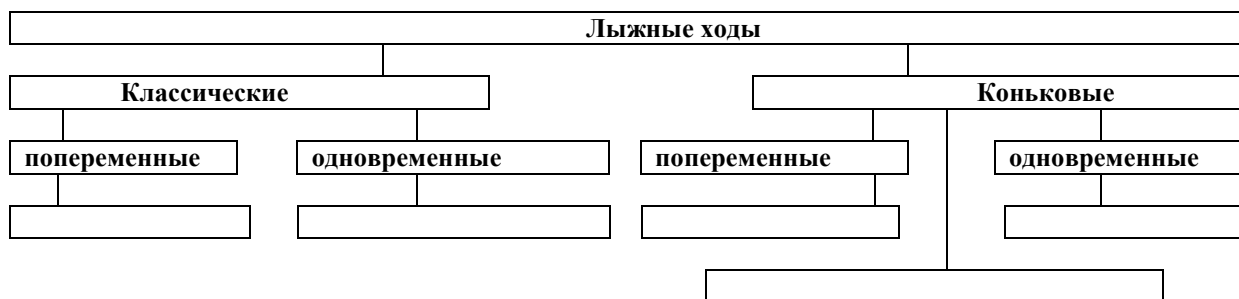 Лыжные ходы
Классические
Коньковые
попеременные
одновременные
попеременные
одновременные